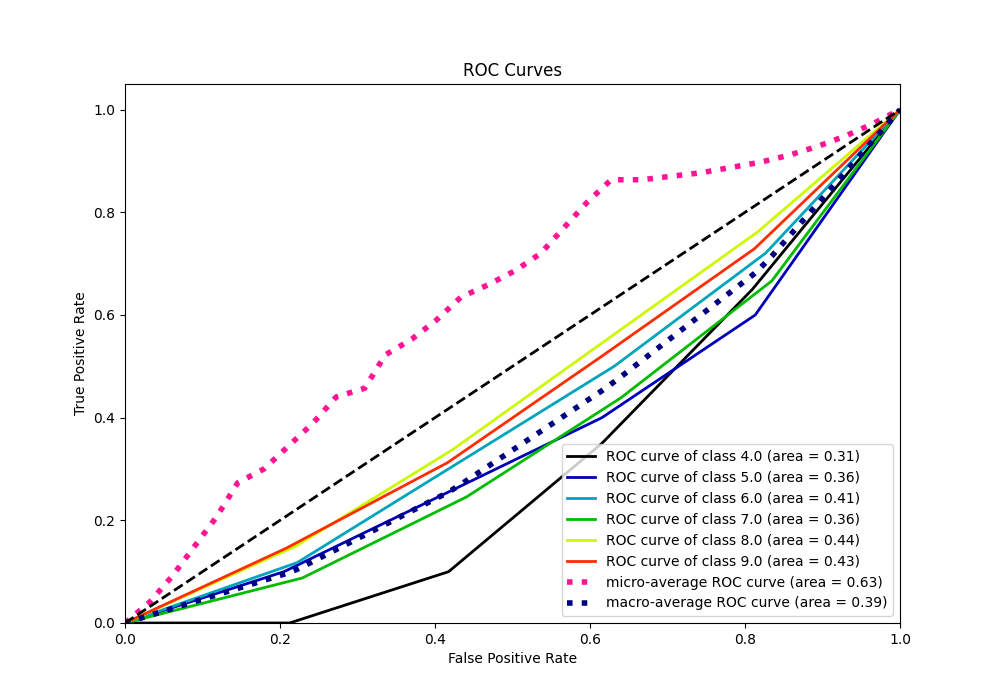 ROC Curves
True Positive Rate
1.0
0.8
0.6
0.4
0.2
0.0
ROC curve of class 4.0 (area = 0.31)
ROC curve of class 5.0 (area = 0.36)
ROC curve of class 6.0 (area = 0.41)
ROC curve of class 7.0 (area = 0.36)
ROC curve of class 8.0 (area = 0.44)
ROC curve of class 9.0 (area = 0.43)
micro-average ROC curve (area = 0.63)
macro-average ROC curve (area = 0.39)
0.0 0.2 0.4 0.6 0.8 1.0
False Positive Rate